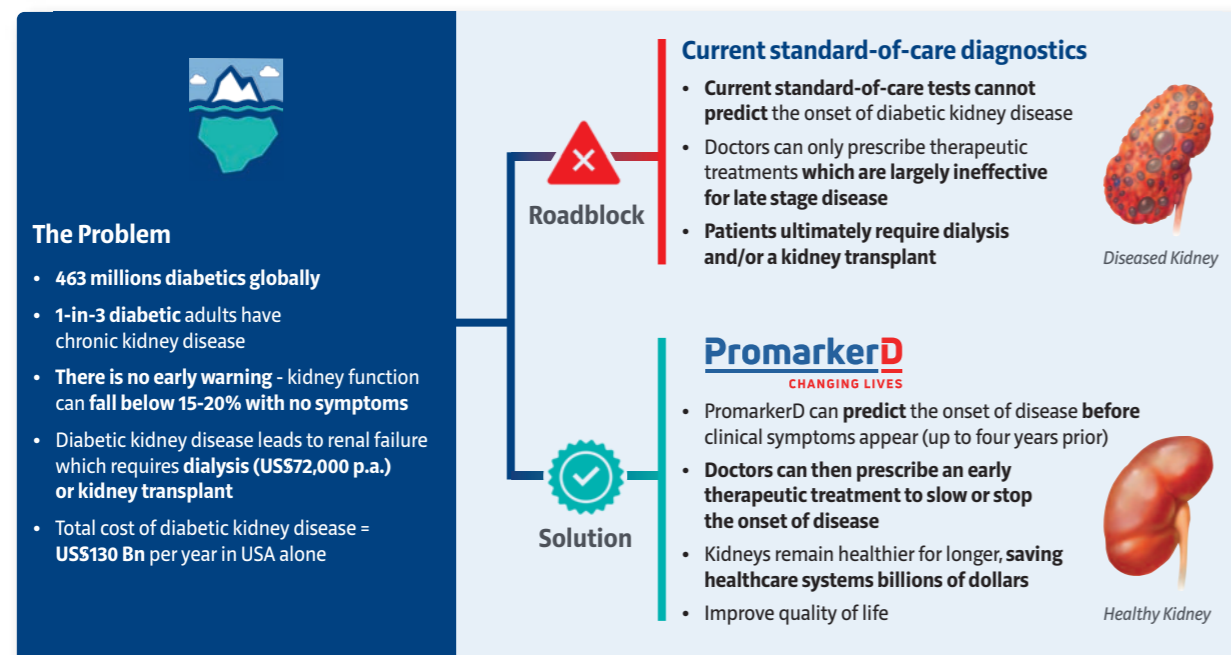 The Problem
• 463 millions diabetics globally
• 1-in-3 diabetic adults have
chronic kidney disease
• There is no early warning - kidney function
can fall below 15-20% with no symptoms
• Diabetic kidney disease leads to renal failure
which requires dialysis (US$72,000 p.a.)
or kidney transplant
• Total cost of diabetic kidney disease =
US$130 Bn per year in USA alone
Roadblock
Current standard-of-care diagnostics
• Current standard-of-care tests cannot
predict the onset of diabetic kidney disease
• Doctors can only prescribe therapeutic
treatments which are largely ineffective
for late stage disease
• Patients ultimately require dialysis
and/or a kidney transplant
Diseased Kidney
Solution
PromarkerD
CHANGING LIVES
• PromarkerD can predict the onset of disease before
clinical symptoms appear (up to four years prior)
• Doctors can then prescribe an early
therapeutic treatment to slow or stop
the onset of disease
• Kidneys remain healthier for longer, saving
healthcare systems billions of dollars
• Improve quality of life
Healthy Kidney